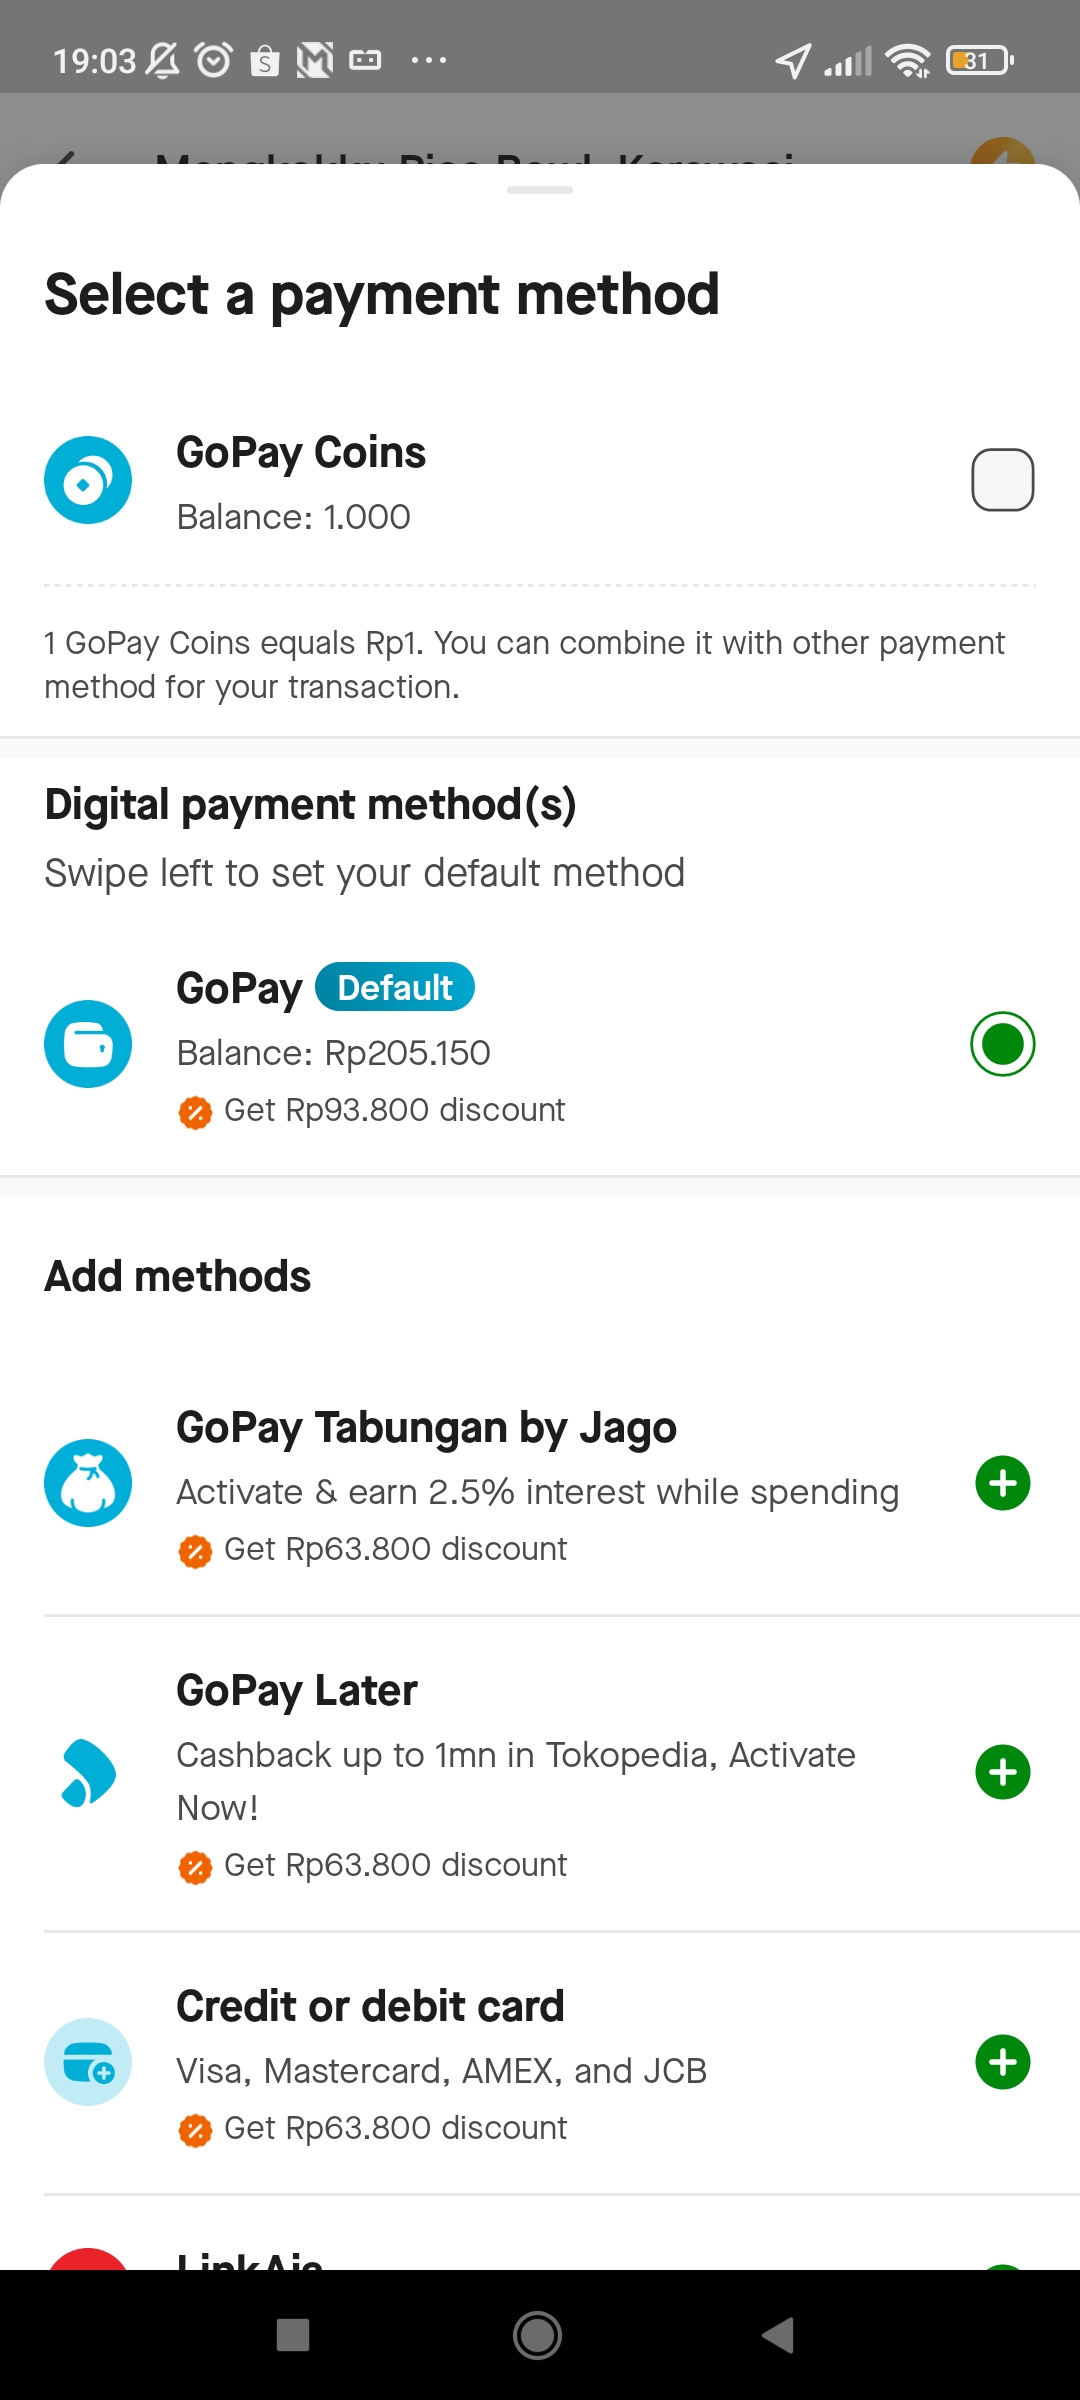 19:03
31
Select a payment method
GoPay Coins
Balance: 1.000
1 GoPay Coins equals Rp1. You can combine it with other payment
method for your transaction.
Digital payment method(s)
Swipe left to set your default method
GoPay Default
Balance: Rp205.150
Get Rp93.800 discount
Add methods
GoPay Tabungan by Jago
Activate & earn 2.5% interest while spending
Get Rp63.800 discount
GoPay Later
Cashback up to 1mn in Tokopedia, Activate
Now!
Get Rp63.800 discount
Credit or debit card
Visa, Mastercard, AMEX, and JCB
Get Rp63.800 discount
LinkAja